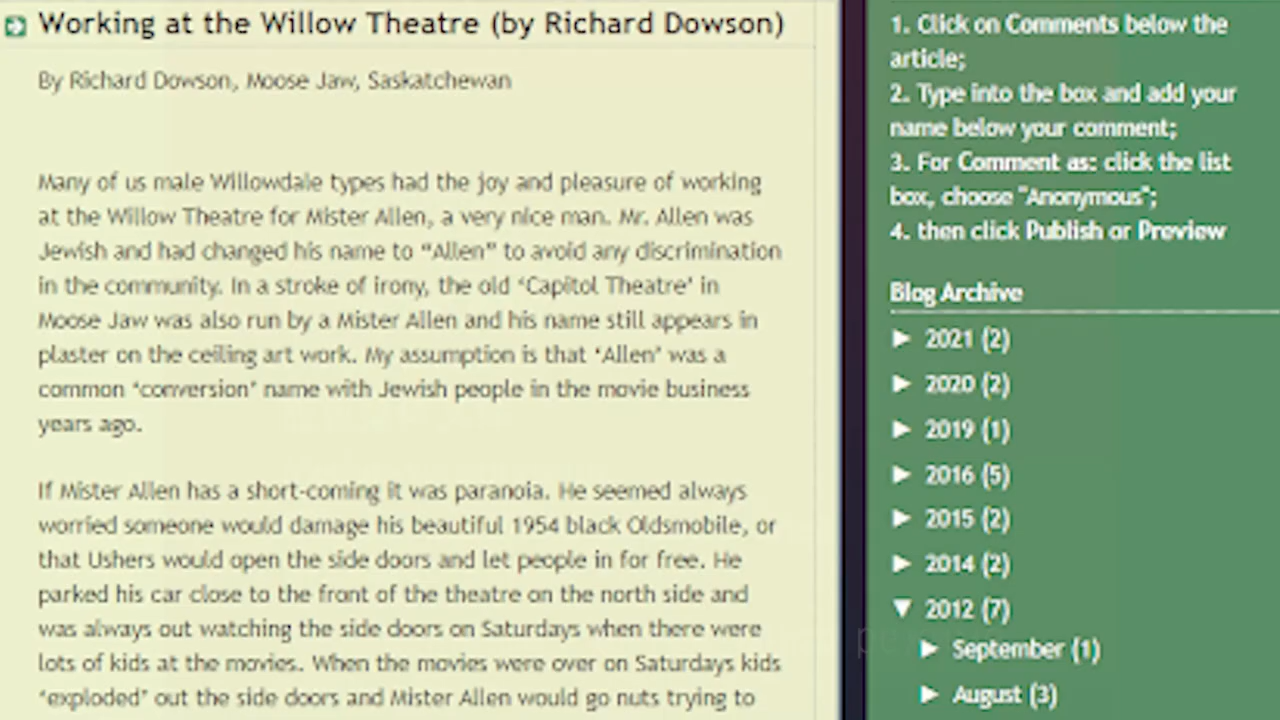 Working at the Willow Theatre (by Richard Dowson)
By Richard Dowson, Moose Jaw, Saskatchewan
Many of us male Willowdale types had the joy and pleasure of working
at the Willow Theatre for Mister Allen, a very nice man. Mr. Allen was
Jewish and had changed his name to “Allen” to avoid any discrimination
in the community. In a stroke of irony, the old ‘Capitol Theatre’ in
Moose Jaw was also run by a Mister Allen and his name still appears in
plaster on the ceiling art work. My assumption is that ‘Allen’ was a
common ‘conversion’ name with Jewish people in the movie business
years ago.
If Mister Allen has a short-coming it was paranoia. He seemed always
worried someone would damage his beautiful 1954 black Oldsmobile, or
that Ushers would open the side doors and let people in for free. He
parked his car close to the front of the theatre on the north side and
was always out watching the side doors on Saturdays when there were
lots of kids at the movies. When the movies were over on Saturdays kids
‘exploded’ out the side doors and Mister Allen would go nuts trying to
1. Click on Comments below the
article;
2. Type into the box and add your
name below your comment;
3. For Comment as: click the list
box, choose "Anonymous";
4. then click Publish or Preview
Blog Archive
► 2021 (2)
► 2020 (2)
► 2019 (1)
► 2016 (5)
► 2015 (2)
► 2014 (2)
▼ 2012 (7)
► September (1)
► August (3)